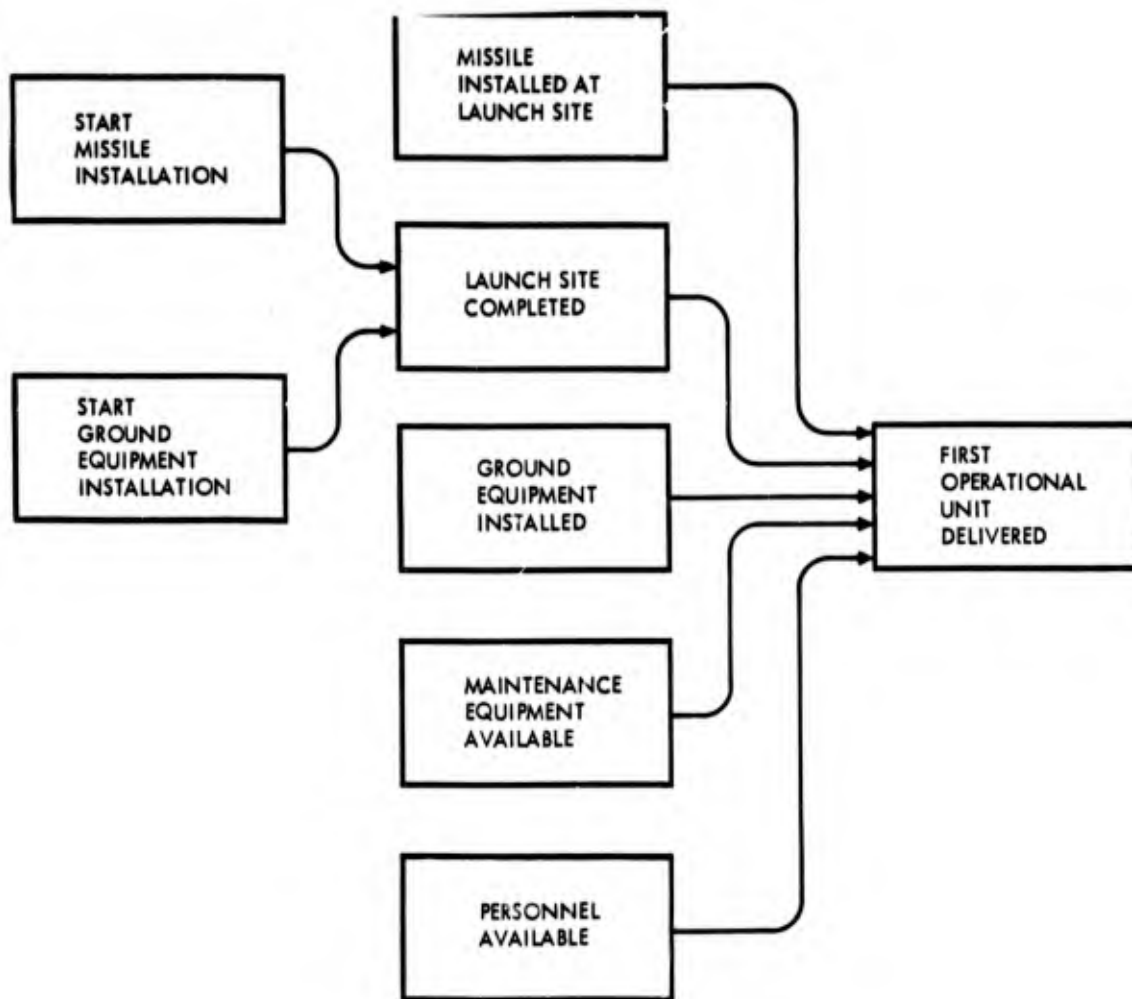 MISSILE
INSTALLED AT
LAUNCH SITE
START
MISSILE
INSTALLATION
LAUNCH SITE
COMPLETED
START
GROUND
EQUIPMENT
INSTALLATION
GROUND
EQUIPMENT
INSTALLED
FIRST
OPERATIONAL
UNIT
DELIVERED
MAINTENANCE
EQUIPMENT
AVAILABLE
PERSONNEL
AVAILABLE